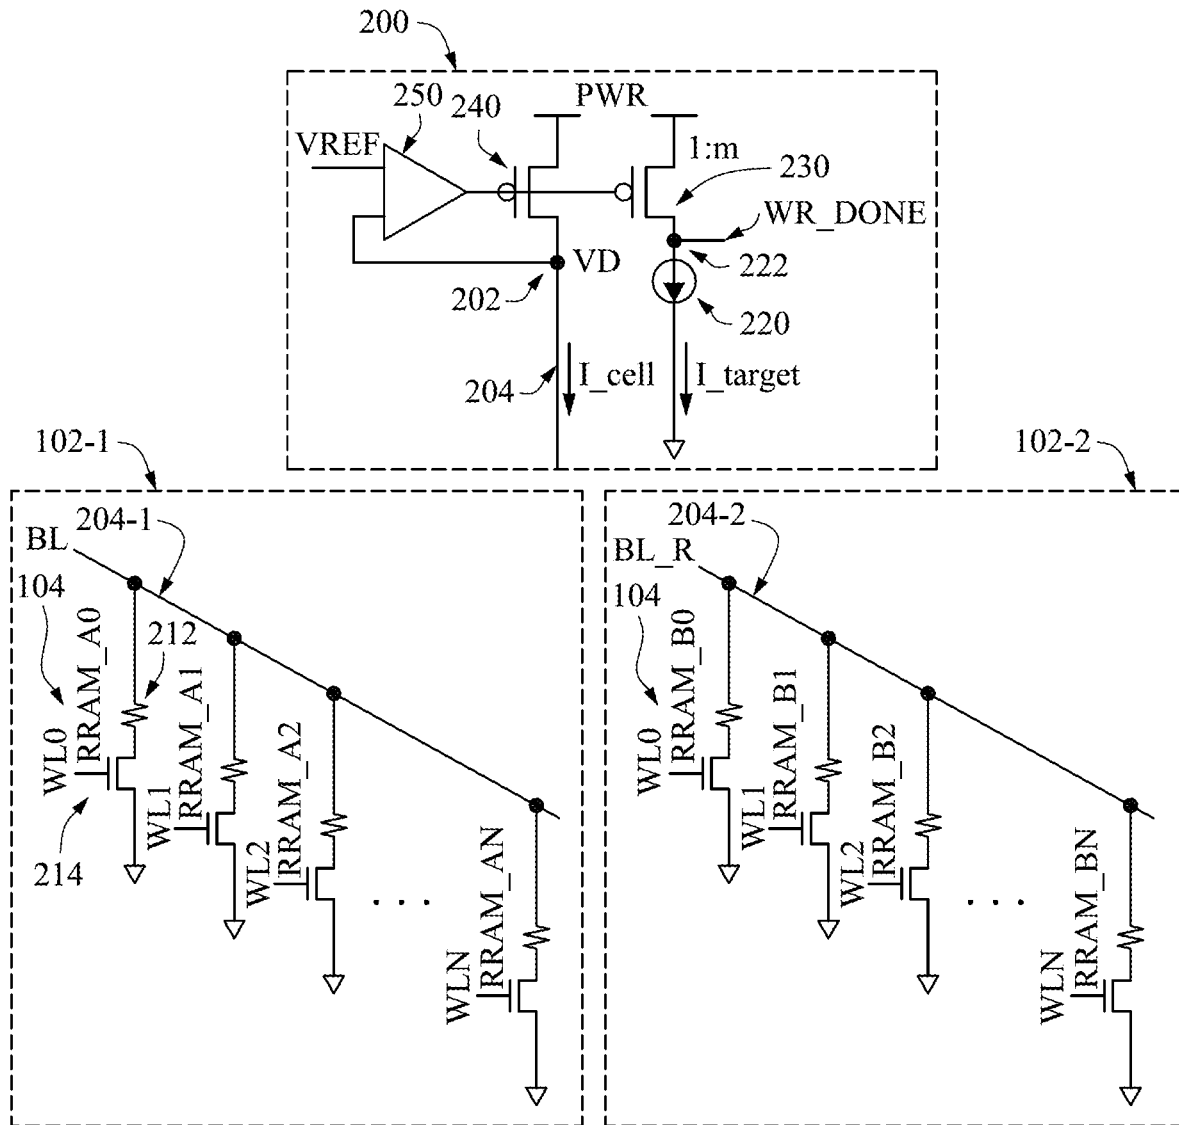 200
250
240
PWR
VREF
1:m
230
WR_DONE
VD
222
202
220
204
I_cell
I_target
102-1
102-2
204-1
BL
104
RRAM_A0
212
RRAM_A1
WL0
RRAM_A2
214
WL1
WL2
. . .
RRAM_AN
WLN
204-2
BL_R
104
RRAM_B0
RRAM_B1
WL0
RRAM_B2
WL1
WL2
. . .
RRAM_BN
WLN